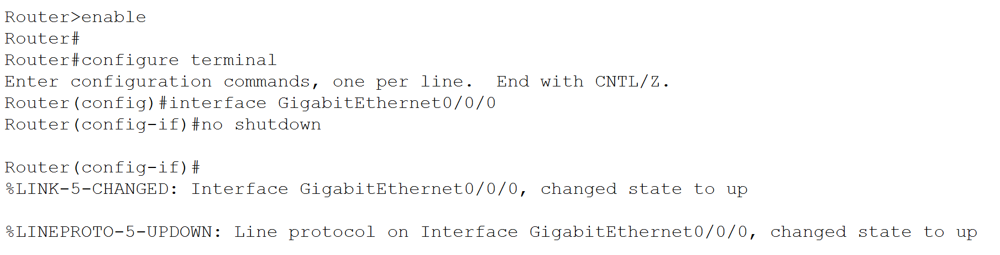 Router>enable
Router#
Router#configure terminal
Enter configuration commands, one per line.  End with CNTL/Z.
Router(config)#interface GigabitEthernet0/0/0
Router(config-if)#no shutdown
Router(config-if)#
%LINK-5-CHANGED: Interface GigabitEthernet0/0/0, changed state to up
%LINEPROTO-5-UPDOWN: Line protocol on Interface GigabitEthernet0/0/0, changed state to up